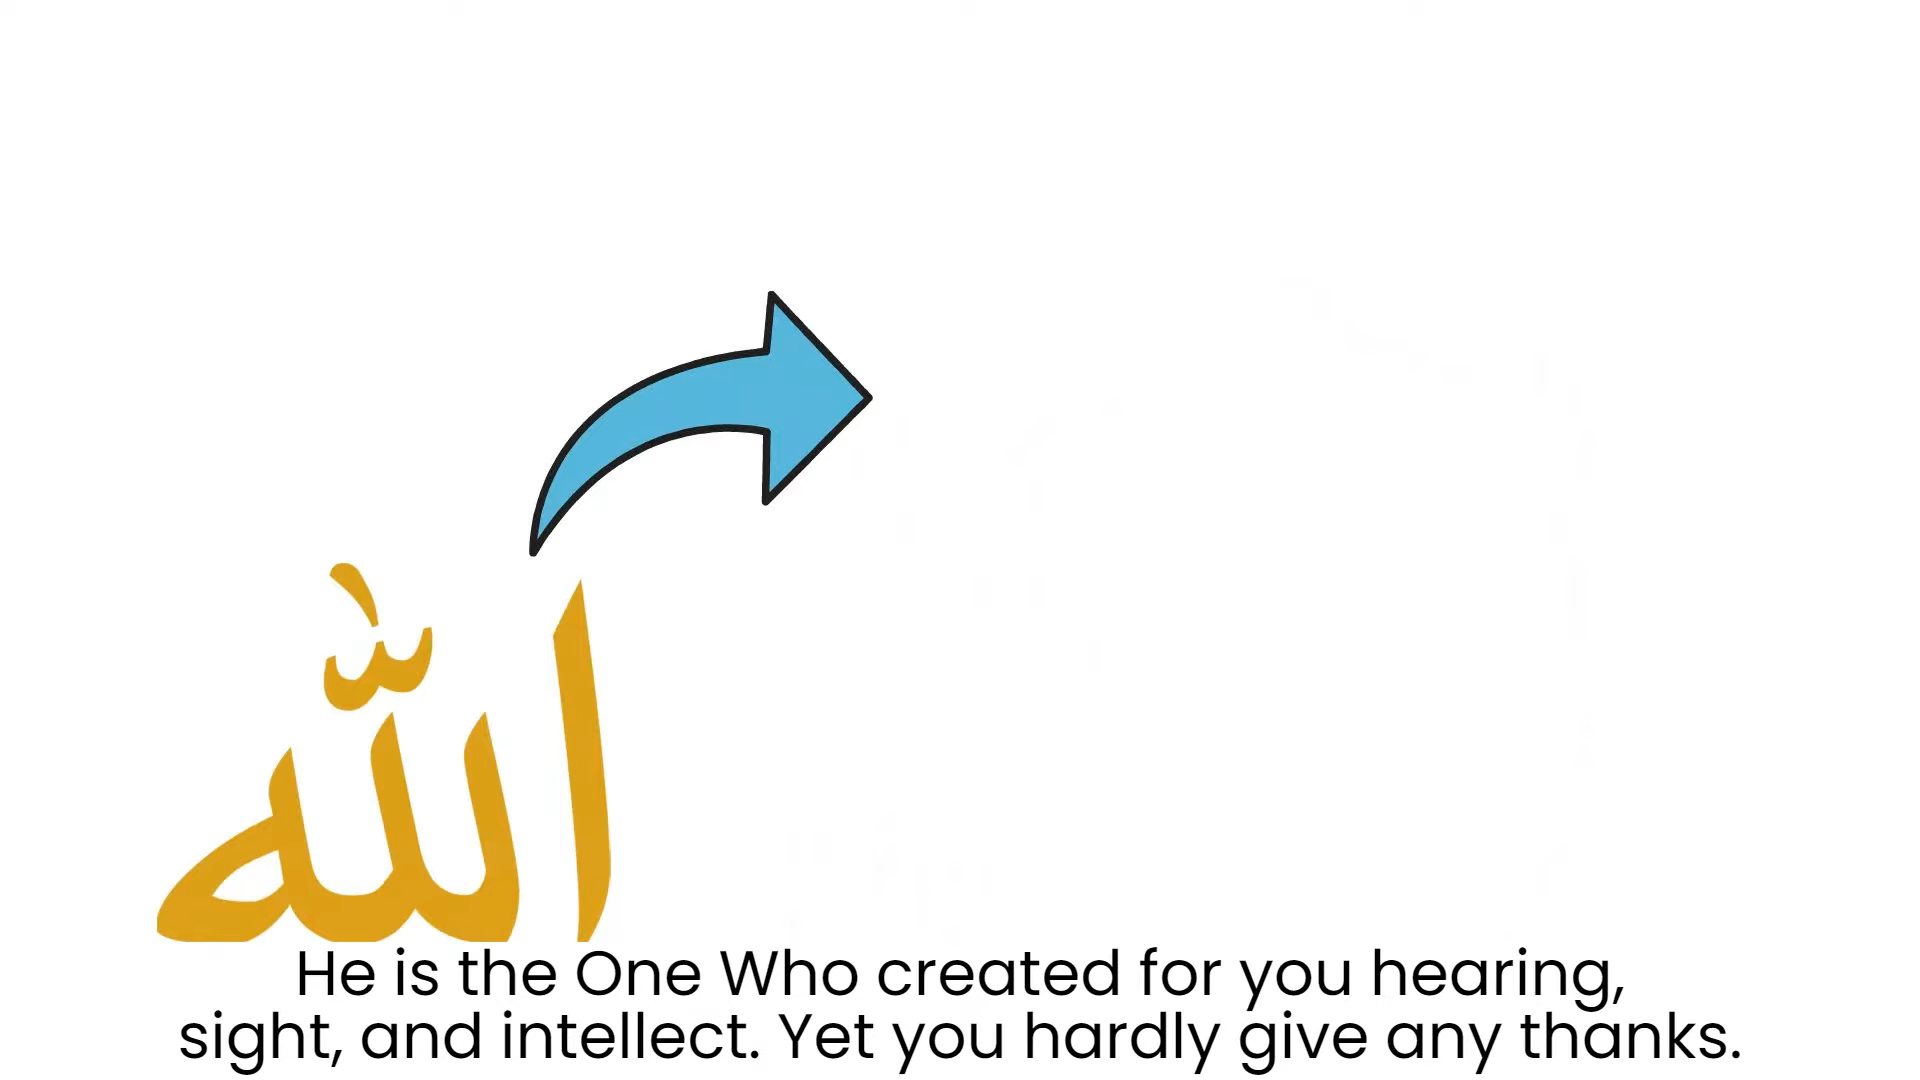 الله
He is the One Who created for you hearing,
sight, and intellect. Yet you hardly give any thanks.